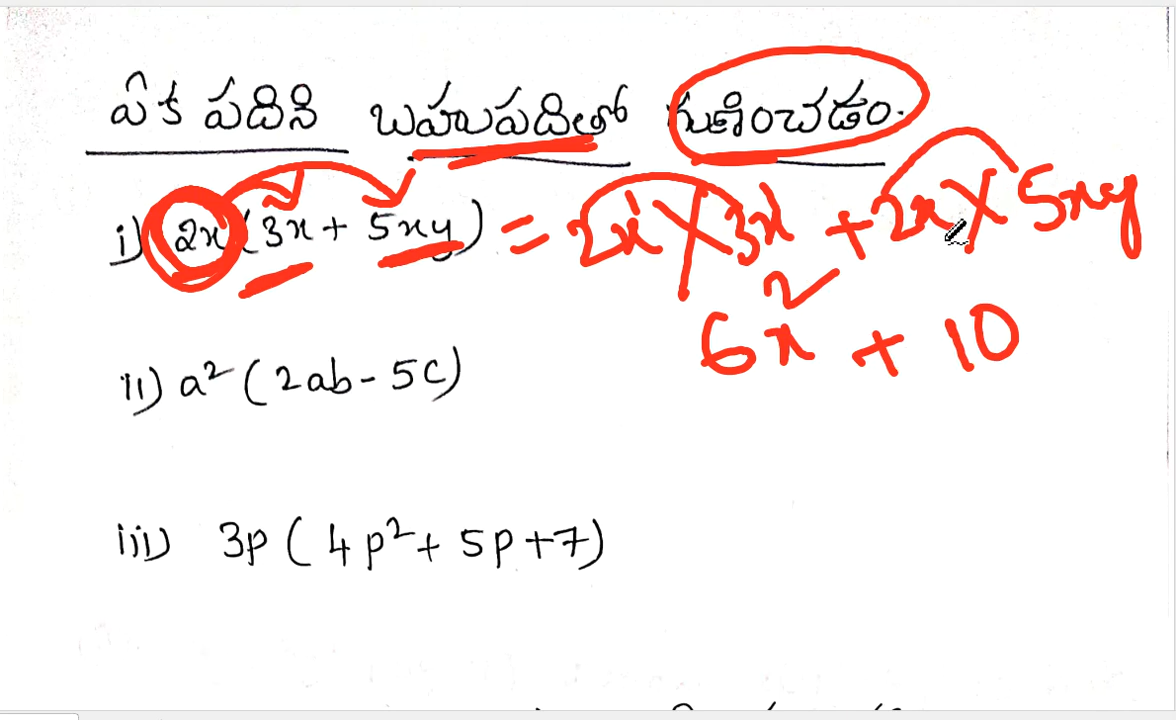 ఏక పదిని బహుపదితో గుణించడం.
i) 2x (3x + 5xy) = 2x × 3x + 2x × 5xy
6x² + 10
ii) a² (2ab - 5c)
iii) 3p (4p² + 5p + 7)